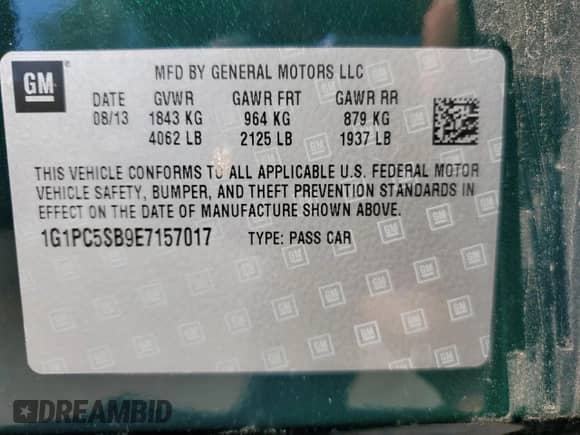 GM
MFD BY GENERAL MOTORS LLC
DATE GVWR GAWR FRT GAWR RR
08/13 1843 KG 964 KG 879 KG
4062 LB 2125 LB 1937 LB
THIS VEHICLE CONFORMS TO ALL APPLICABLE U.S. FEDERAL MOTOR
VEHICLE SAFETY, BUMPER, AND THEFT PREVENTION STANDARDS IN
EFFECT ON THE DATE OF MANUFACTURE SHOWN ABOVE.
1G1PC5SB9E7157017 TYPE: PASS CAR
DREAMBID